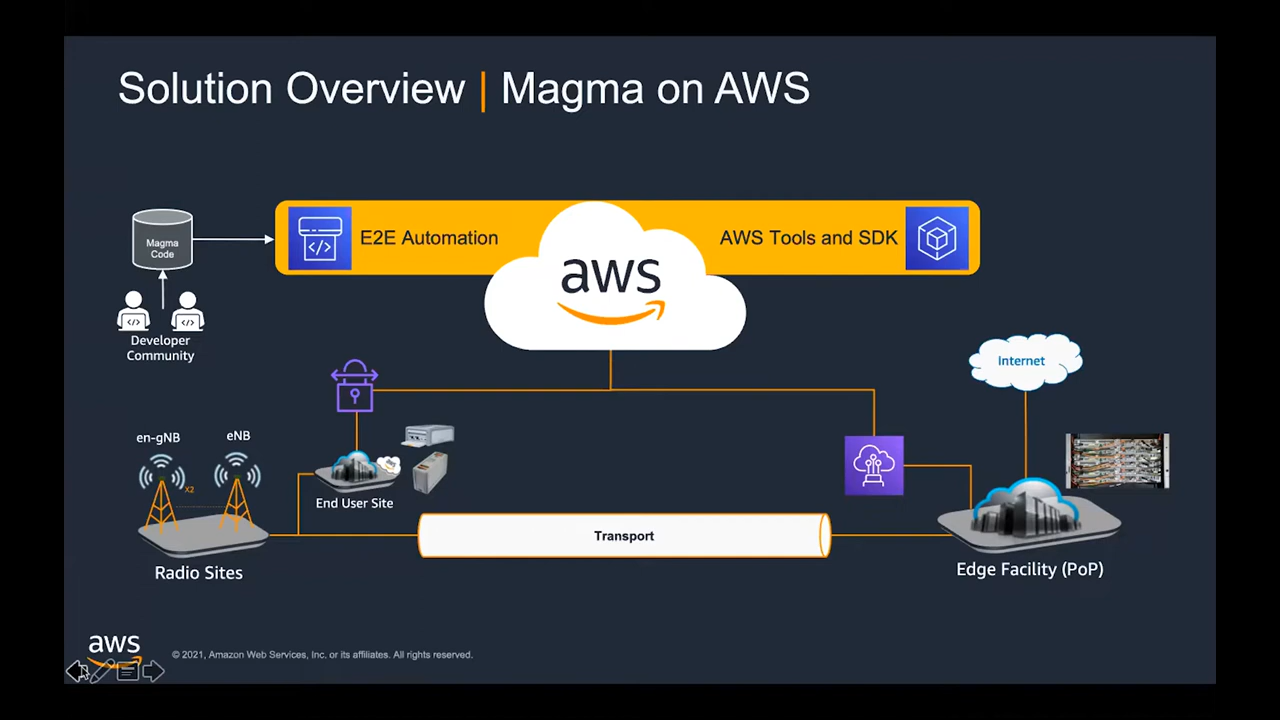 Solution Overview | Magma on AWS
Magma
Code
E2E Automation
AWS Tools and SDK
aws
Developer
Community
Internet
en-gNB
eNB
X2
End User Site
Transport
Radio Sites
Edge Facility (PoP)
aws
© 2021, Amazon Web Services, Inc. or its affiliates. All rights reserved.